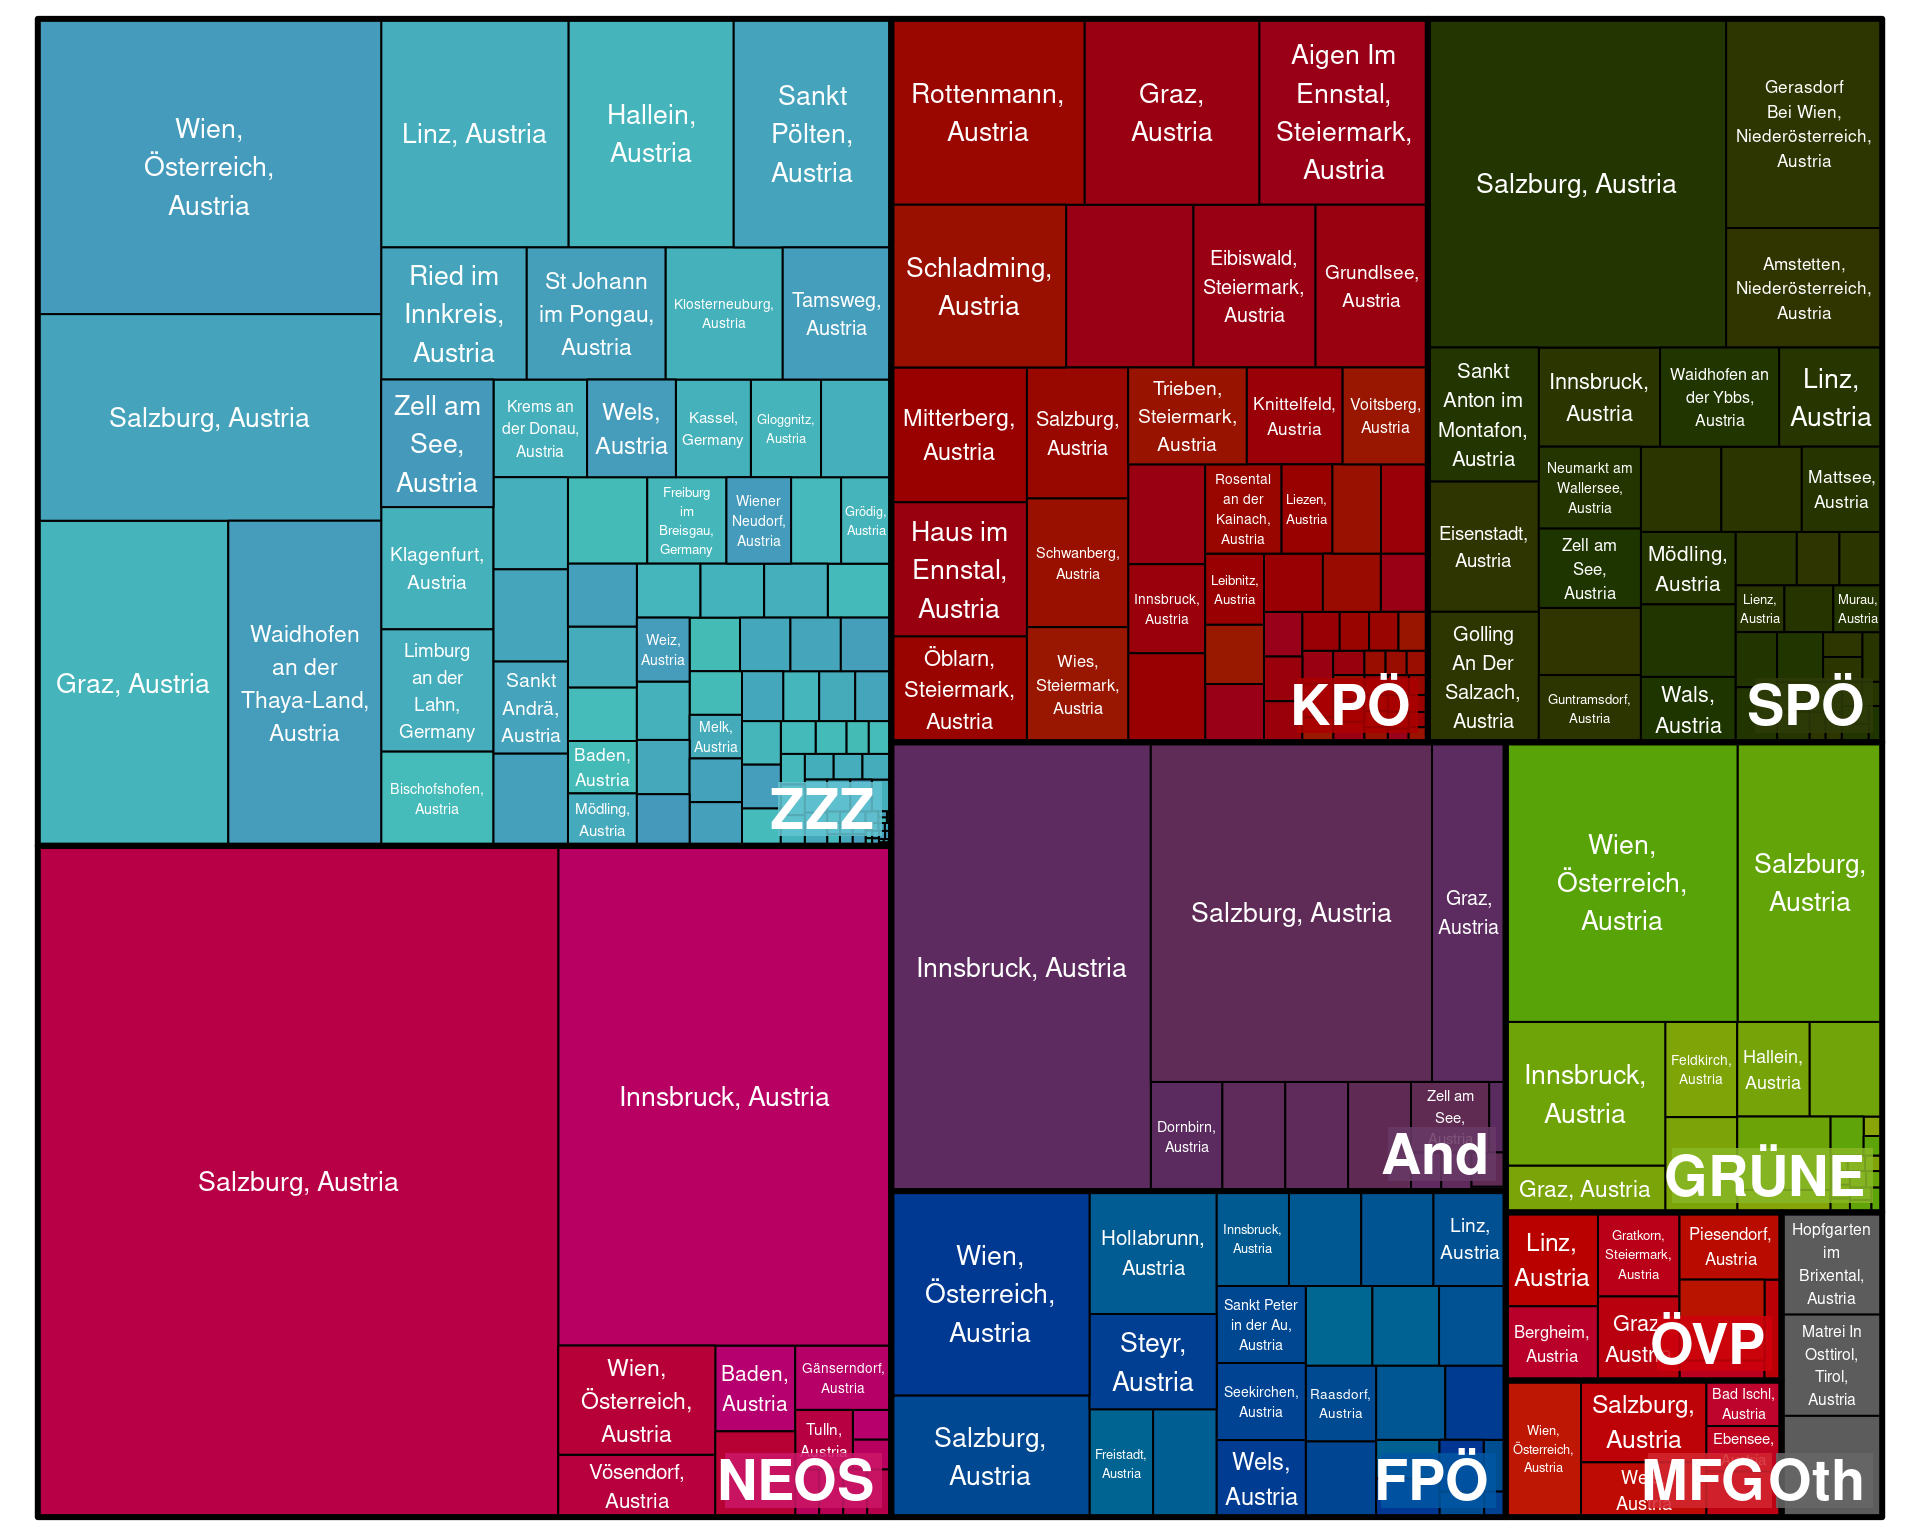 Wien,
Österreich,
Austria
Linz, Austria
Hallein,
Austria
Sankt
Pölten,
Austria
Salzburg, Austria
Graz, Austria
Waidhofen
an der
Thaya-Land,
Austria
Ried im
Innkreis,
Austria
St Johann
im Pongau,
Austria
Klosterneuburg,
Austria
Tamsweg,
Austria
Zell am
See,
Austria
Krems an
der Donau,
Austria
Wels,
Austria
Kassel,
Germany
Gloggnitz,
Austria
Klagenfurt,
Austria
Freiburg
im
Breisgau,
Germany
Wiener
Neudorf,
Austria
Grödig,
Austria
Limburg
an der
Lahn,
Germany
Sankt
Andrä,
Austria
Weiz,
Austria
Melk,
Austria
Bischofshofen,
Austria
Baden,
Austria
Mödling,
Austria
ZZZ
Rottenmann,
Austria
Graz,
Austria
Aigen Im
Ennstal,
Steiermark,
Austria
Schladming,
Austria
Eibiswald,
Steiermark,
Austria
Grundlsee,
Austria
Mitterberg,
Austria
Salzburg,
Austria
Trieben,
Steiermark,
Austria
Knittelfeld,
Austria
Voitsberg,
Austria
Haus im
Ennstal,
Austria
Schwanberg,
Austria
Rosental
an der
Kainach,
Austria
Liezen,
Austria
Innsbruck,
Austria
Leibnitz,
Austria
Öblarn,
Steiermark,
Austria
Wies,
Steiermark,
Austria
KPÖ
Salzburg, Austria
Gerasdorf
Bei Wien,
Niederösterreich,
Austria
Amstetten,
Niederösterreich,
Austria
Sankt
Anton im
Montafon,
Austria
Innsbruck,
Austria
Waidhofen an
der Ybbs,
Austria
Linz,
Austria
Neumarkt am
Wallersee,
Austria
Mattsee,
Austria
Eisenstadt,
Austria
Zell am
See,
Austria
Mödling,
Austria
Lienz,
Austria
Murau,
Austria
Golling
An Der
Salzach,
Austria
Guntramsdorf,
Austria
Wals,
Austria
SPÖ
Salzburg, Austria
Innsbruck, Austria
Wien,
Österreich,
Austria
Baden,
Austria
Gänserndorf,
Austria
Tulln,
Austria
Vösendorf,
Austria
NEOS
Innsbruck, Austria
Salzburg, Austria
Graz,
Austria
Dornbirn,
Austria
Zell am
See,
Austria
And
Wien,
Österreich,
Austria
Salzburg,
Austria
Innsbruck,
Austria
Feldkirch,
Austria
Hallein,
Austria
Graz, Austria
GRÜNE
Wien,
Österreich,
Austria
Hollabrunn,
Austria
Innsbruck,
Austria
Linz,
Austria
Steyr,
Austria
Sankt Peter
in der Au,
Austria
Salzburg,
Austria
Seekirchen,
Austria
Raasdorf,
Austria
Freistadt,
Austria
Wels,
Austria
FPÖ
Linz,
Austria
Gratkorn,
Steiermark,
Austria
Piesendorf,
Austria
Bergheim,
Austria
Graz,
Austria
ÖVP
Wien,
Österreich,
Austria
Salzburg,
Austria
Bad Ischl,
Austria
Ebensee,
Austria
MFG
Hopfgarten
im
Brixental,
Austria
Matrei In
Osttirol,
Tirol,
Austria
Oth